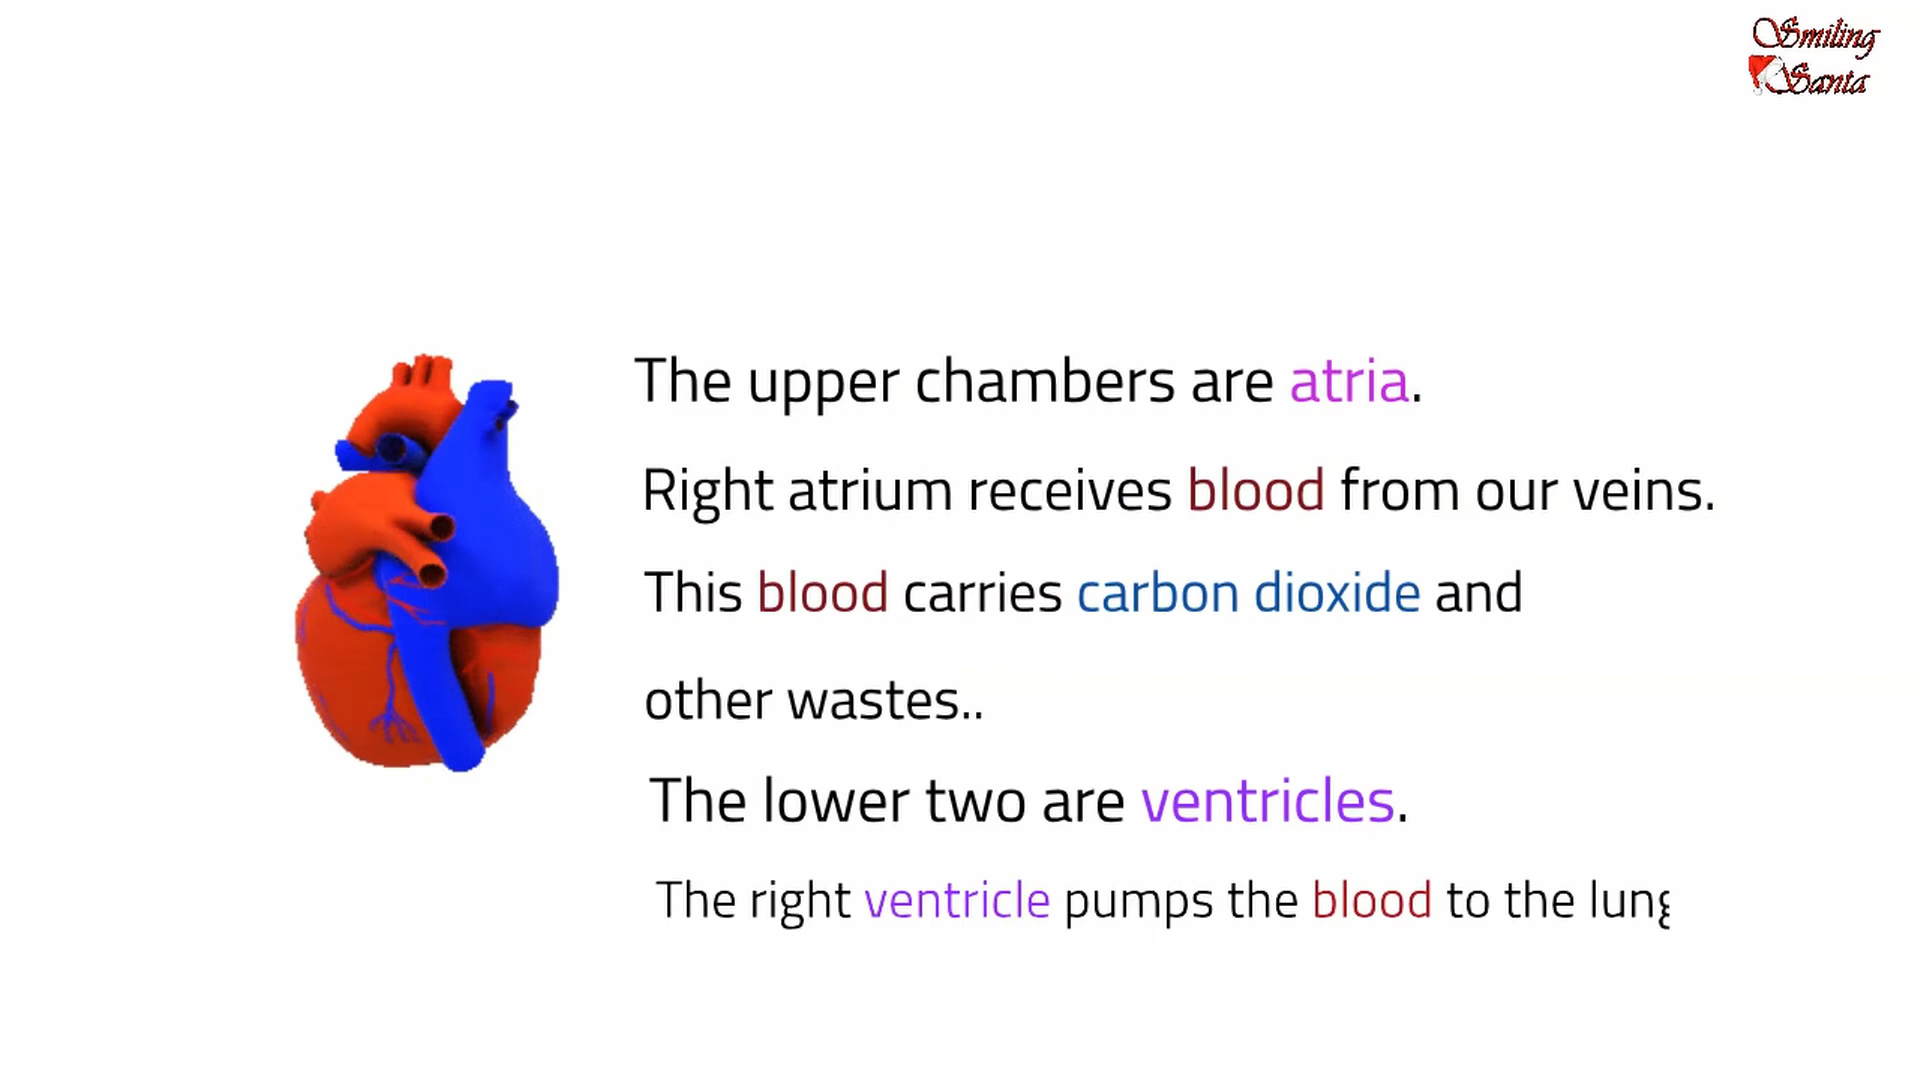 Smiling
Santa
The upper chambers are atria.
Right atrium receives blood from our veins.
This blood carries carbon dioxide and
other wastes..
The lower two are ventricles.
The right ventricle pumps the blood to the lung